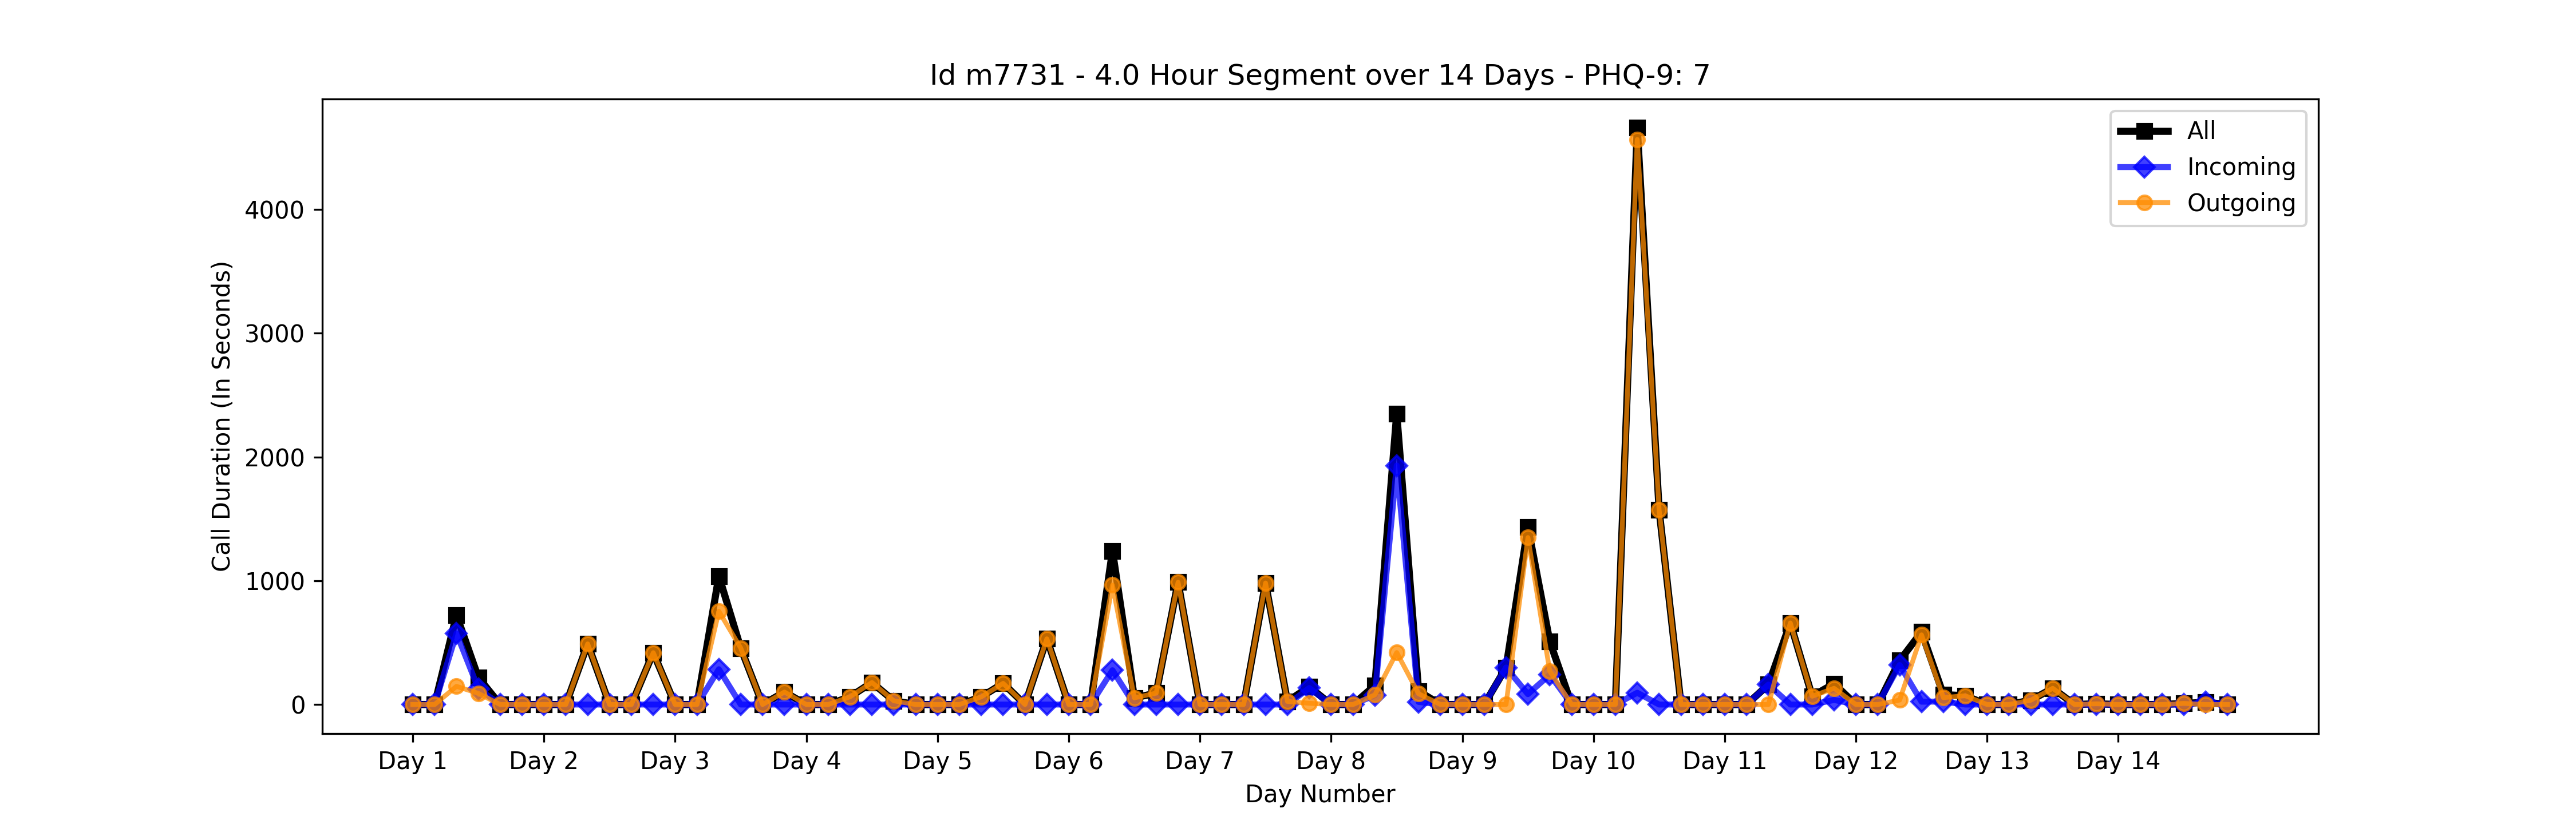 Id m7731 - 4.0 Hour Segment over 14 Days - PHQ-9: 7
All
Incoming
Outgoing
Call Duration (In Seconds)
4000
3000
2000
1000
0
Day 1 Day 2 Day 3 Day 4 Day 5 Day 6 Day 7 Day 8 Day 9 Day 10 Day 11 Day 12 Day 13 Day 14
Day Number